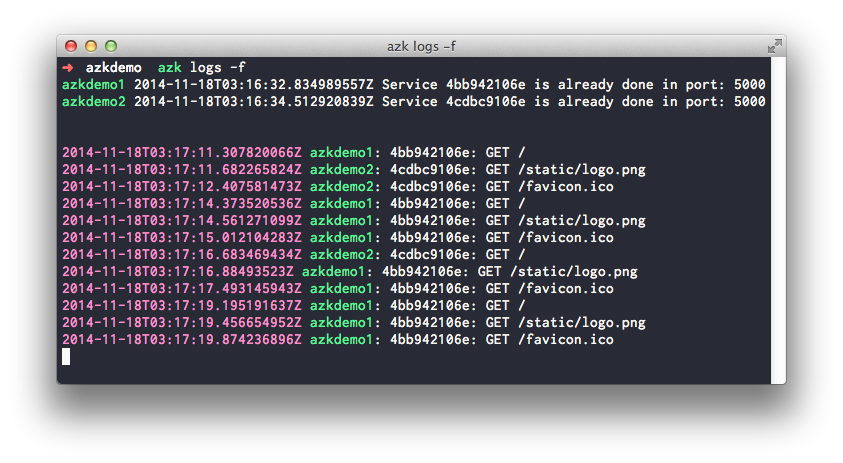 azk logs -f
➜ azkdemo azk logs -f
azkdemo1 2014-11-18T03:16:32.834989557Z Service 4bb942106e is already done in port: 5000
azkdemo2 2014-11-18T03:16:34.512920839Z Service 4cdbc9106e is already done in port: 5000
2014-11-18T03:17:11.307820066Z azkdemo1: 4bb942106e: GET /
2014-11-18T03:17:11.682265824Z azkdemo2: 4cdbc9106e: GET /static/logo.png
2014-11-18T03:17:12.407581473Z azkdemo2: 4cdbc9106e: GET /favicon.ico
2014-11-18T03:17:14.373520536Z azkdemo1: 4bb942106e: GET /
2014-11-18T03:17:14.561271099Z azkdemo1: 4bb942106e: GET /static/logo.png
2014-11-18T03:17:15.012104283Z azkdemo1: 4bb942106e: GET /favicon.ico
2014-11-18T03:17:16.683469434Z azkdemo2: 4cdbc9106e: GET /
2014-11-18T03:17:16.88493523Z azkdemo1: 4bb942106e: GET /static/logo.png
2014-11-18T03:17:17.493145943Z azkdemo1: 4bb942106e: GET /favicon.ico
2014-11-18T03:17:19.195191637Z azkdemo1: 4bb942106e: GET /
2014-11-18T03:17:19.456654952Z azkdemo1: 4bb942106e: GET /static/logo.png
2014-11-18T03:17:19.874236896Z azkdemo1: 4bb942106e: GET /favicon.ico